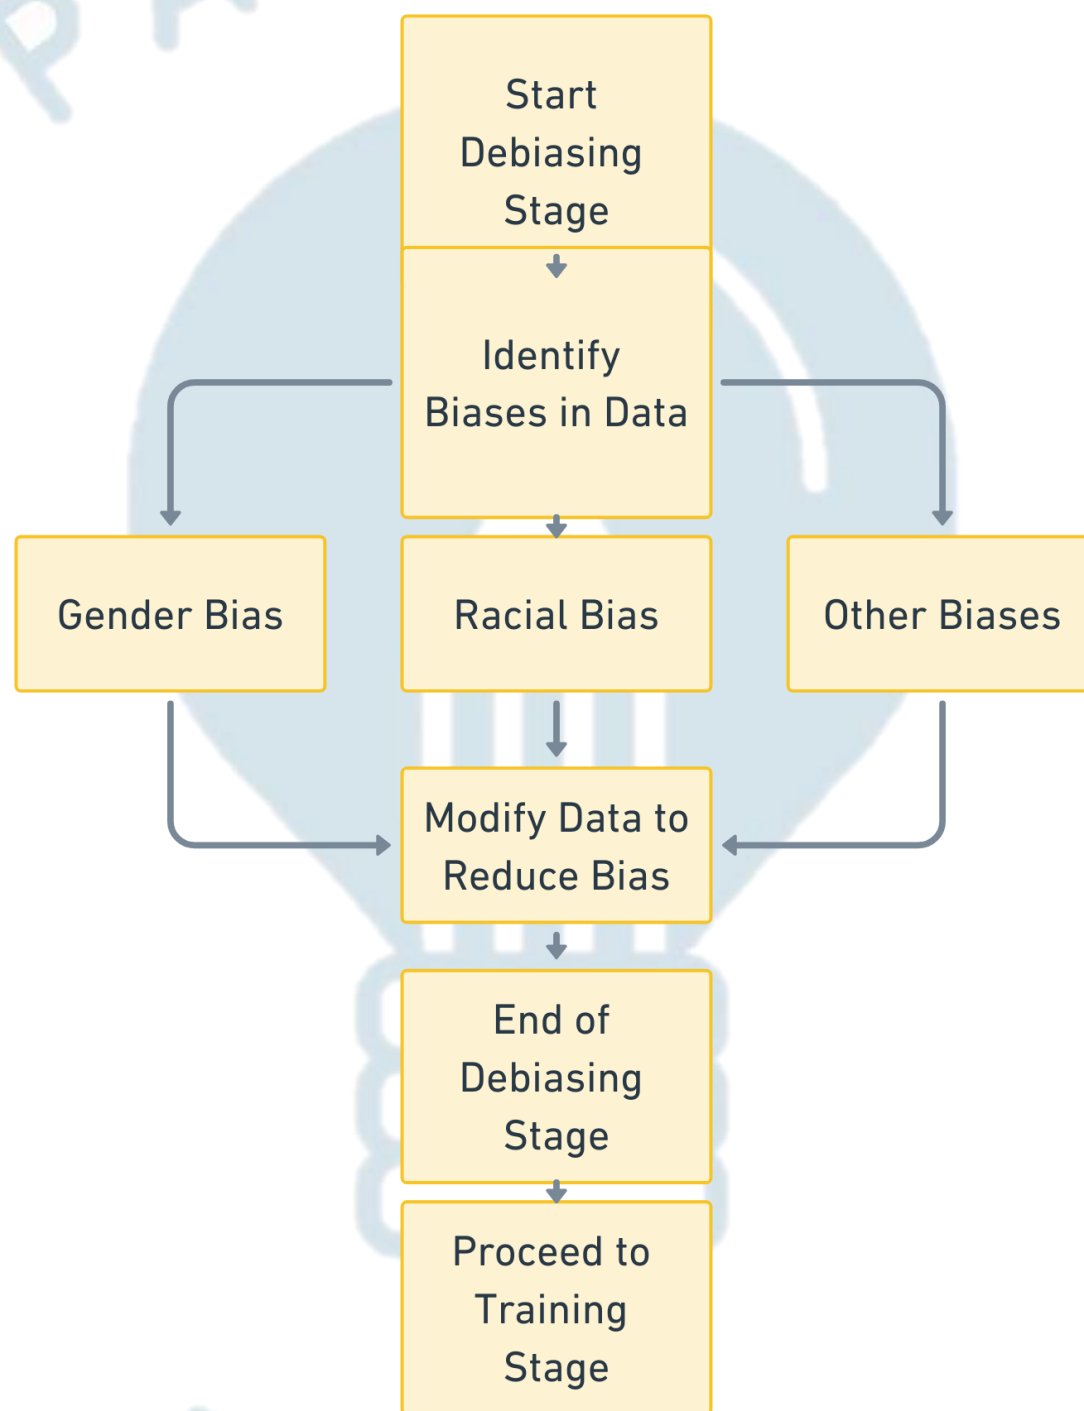 Start
Debiasing
Stage
Identify
Biases in Data
Gender Bias
Racial Bias
Other Biases
Modify Data to
Reduce Bias
End of
Debiasing
Stage
Proceed to
Training
Stage